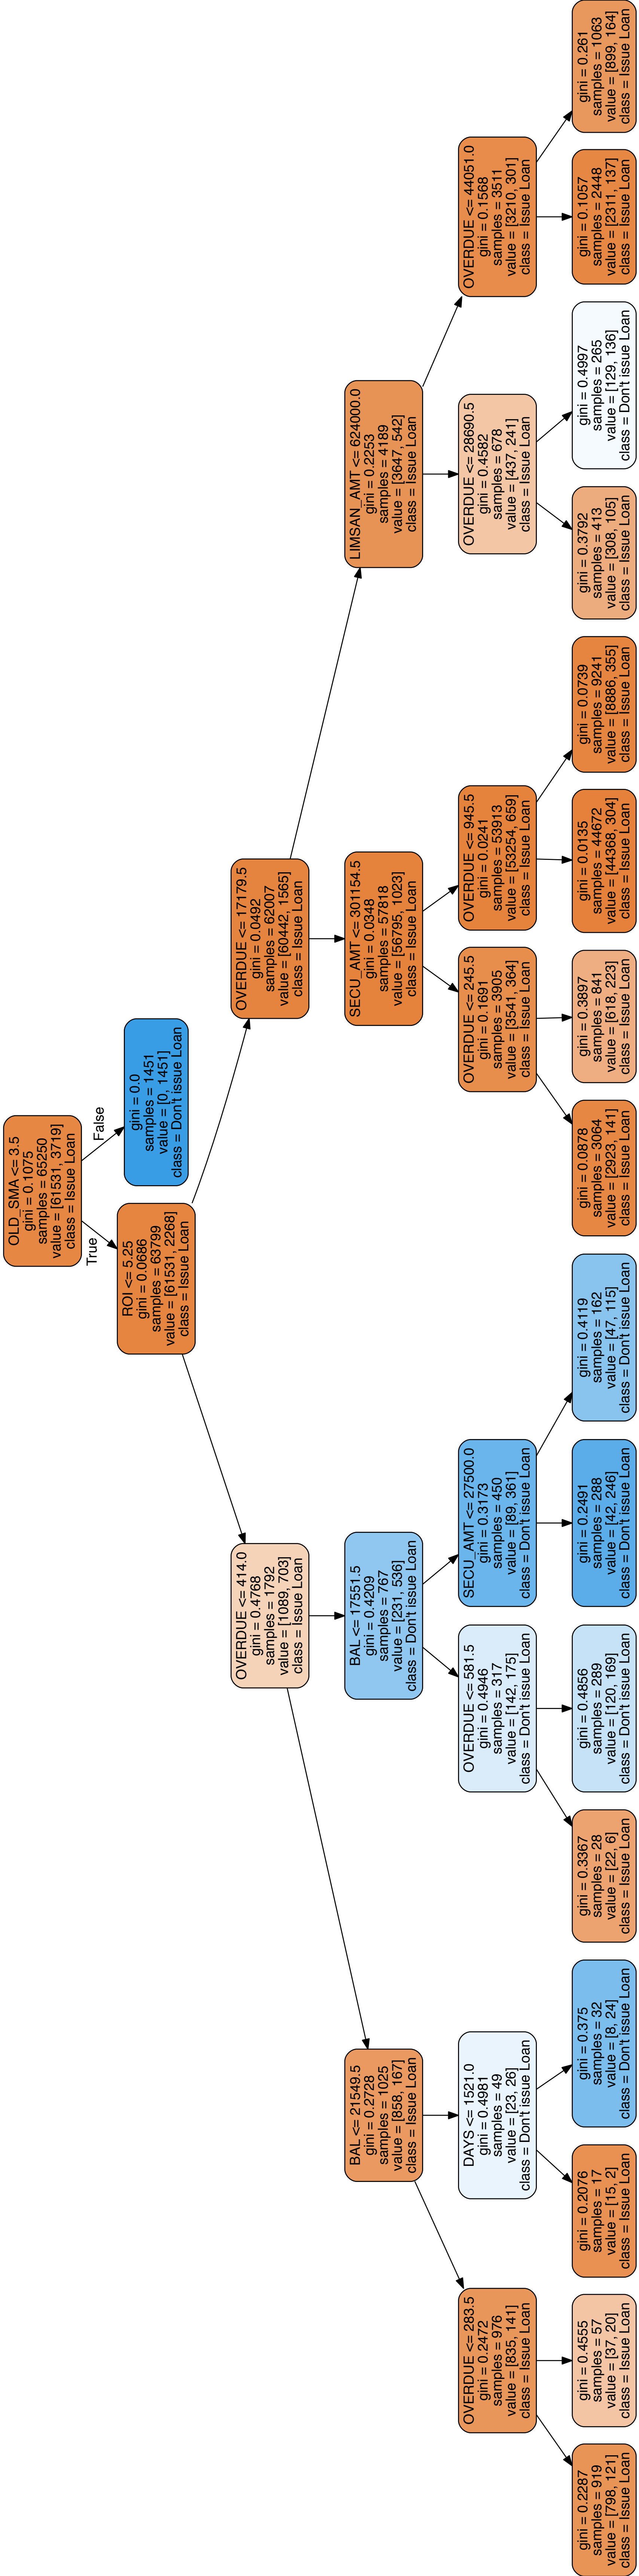 OLD_SMA <= 3.5
gini = 0.1075
samples = 65250
value = [61531, 3719]
class = Issue Loan
True
False
ROI <= 5.25
gini = 0.0686
samples = 63799
value = [61531, 2268]
class = Issue Loan
gini = 0.0
samples = 1451
value = [0, 1451]
class = Don't issue Loan
OVERDUE <= 414.0
gini = 0.4768
samples = 1792
value = [1089, 703]
class = Issue Loan
OVERDUE <= 17179.5
gini = 0.0492
samples = 62007
value = [60442, 1565]
class = Issue Loan
BAL <= 21549.5
gini = 0.2728
samples = 1025
value = [858, 167]
class = Issue Loan
BAL <= 17551.5
gini = 0.4209
samples = 767
value = [231, 536]
class = Don't issue Loan
SECU_AMT <= 301154.5
gini = 0.0348
samples = 57818
value = [56795, 1023]
class = Issue Loan
LIMSAN_AMT <= 624000.0
gini = 0.2253
samples = 4189
value = [3647, 542]
class = Issue Loan
OVERDUE <= 283.5
gini = 0.2472
samples = 976
value = [835, 141]
class = Issue Loan
DAYS <= 1521.0
gini = 0.4981
samples = 49
value = [23, 26]
class = Don't issue Loan
OVERDUE <= 581.5
gini = 0.4946
samples = 317
value = [142, 175]
class = Don't issue Loan
SECU_AMT <= 27500.0
gini = 0.3173
samples = 450
value = [89, 361]
class = Don't issue Loan
OVERDUE <= 245.5
gini = 0.1691
samples = 3905
value = [3541, 364]
class = Issue Loan
OVERDUE <= 945.5
gini = 0.0241
samples = 53913
value = [53254, 659]
class = Issue Loan
OVERDUE <= 28690.5
gini = 0.4582
samples = 678
value = [437, 241]
class = Issue Loan
OVERDUE <= 44051.0
gini = 0.1568
samples = 3511
value = [3210, 301]
class = Issue Loan
gini = 0.2287
samples = 919
value = [798, 121]
class = Issue Loan
gini = 0.4555
samples = 57
value = [37, 20]
class = Issue Loan
gini = 0.2076
samples = 17
value = [15, 2]
class = Issue Loan
gini = 0.375
samples = 32
value = [8, 24]
class = Don't issue Loan
gini = 0.3367
samples = 28
value = [22, 6]
class = Issue Loan
gini = 0.4856
samples = 289
value = [120, 169]
class = Don't issue Loan
gini = 0.2491
samples = 288
value = [42, 246]
class = Don't issue Loan
gini = 0.4119
samples = 162
value = [47, 115]
class = Don't issue Loan
gini = 0.0878
samples = 3064
value = [2923, 141]
class = Issue Loan
gini = 0.3897
samples = 841
value = [618, 223]
class = Issue Loan
gini = 0.0135
samples = 44672
value = [44368, 304]
class = Issue Loan
gini = 0.0739
samples = 9241
value = [8886, 355]
class = Issue Loan
gini = 0.3792
samples = 413
value = [308, 105]
class = Issue Loan
gini = 0.4997
samples = 265
value = [129, 136]
class = Don't issue Loan
gini = 0.1057
samples = 2448
value = [2311, 137]
class = Issue Loan
gini = 0.261
samples = 1063
value = [899, 164]
class = Issue Loan